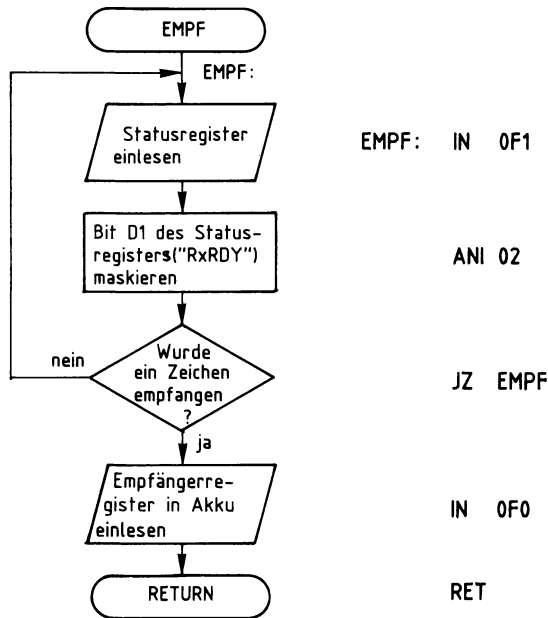 EMPF
EMPF:
Statusregister
einlesen
EMPF: IN 0F1
Bit D1 des Status-
registers("RxRDY")
maskieren
ANI 02
nein
Wurde
ein Zeichen
empfangen
?
JZ EMPF
ja
Empfängerre-
gister in Akku
einlesen
IN 0F0
RETURN
RET